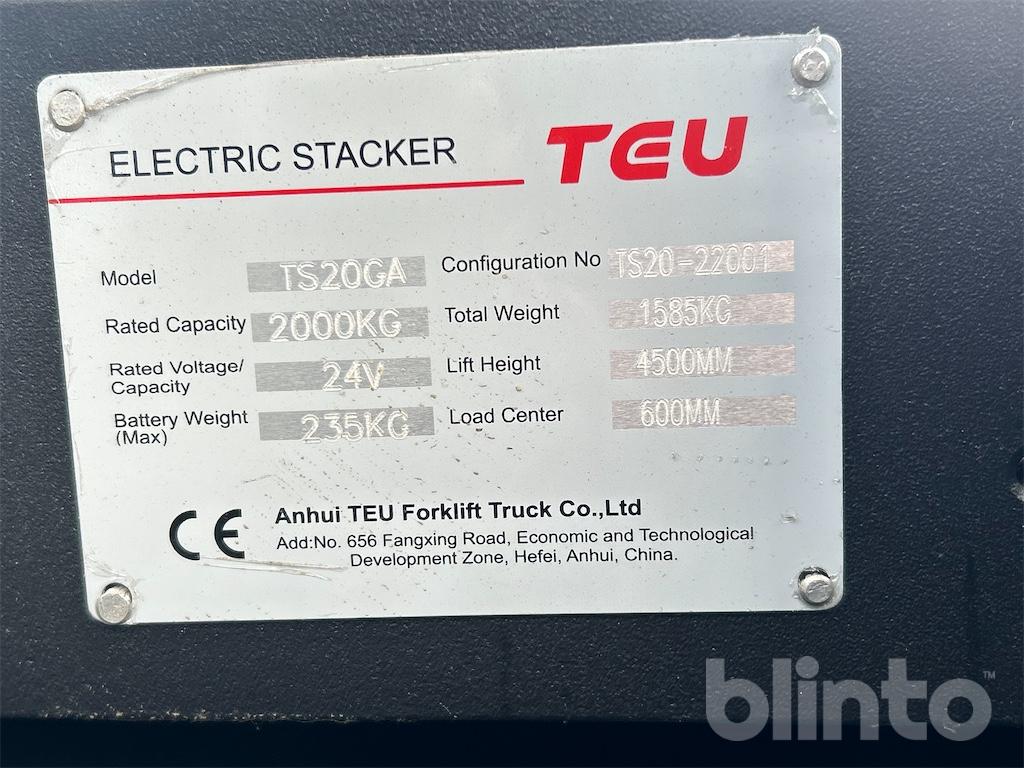 ELECTRIC STACKER TEU
Model TS20GA Configuration No TS20-22001
Rated Capacity 2000KG Total Weight 1585KG
Rated Voltage/
Capacity 24V Lift Height 4500MM
Battery Weight
(Max) 235KG Load Center 600MM
CE Anhui TEU Forklift Truck Co.,Ltd
Add:No. 656 Fangxing Road, Economic and Technological
Development Zone, Hefei, Anhui, China.
blinto™